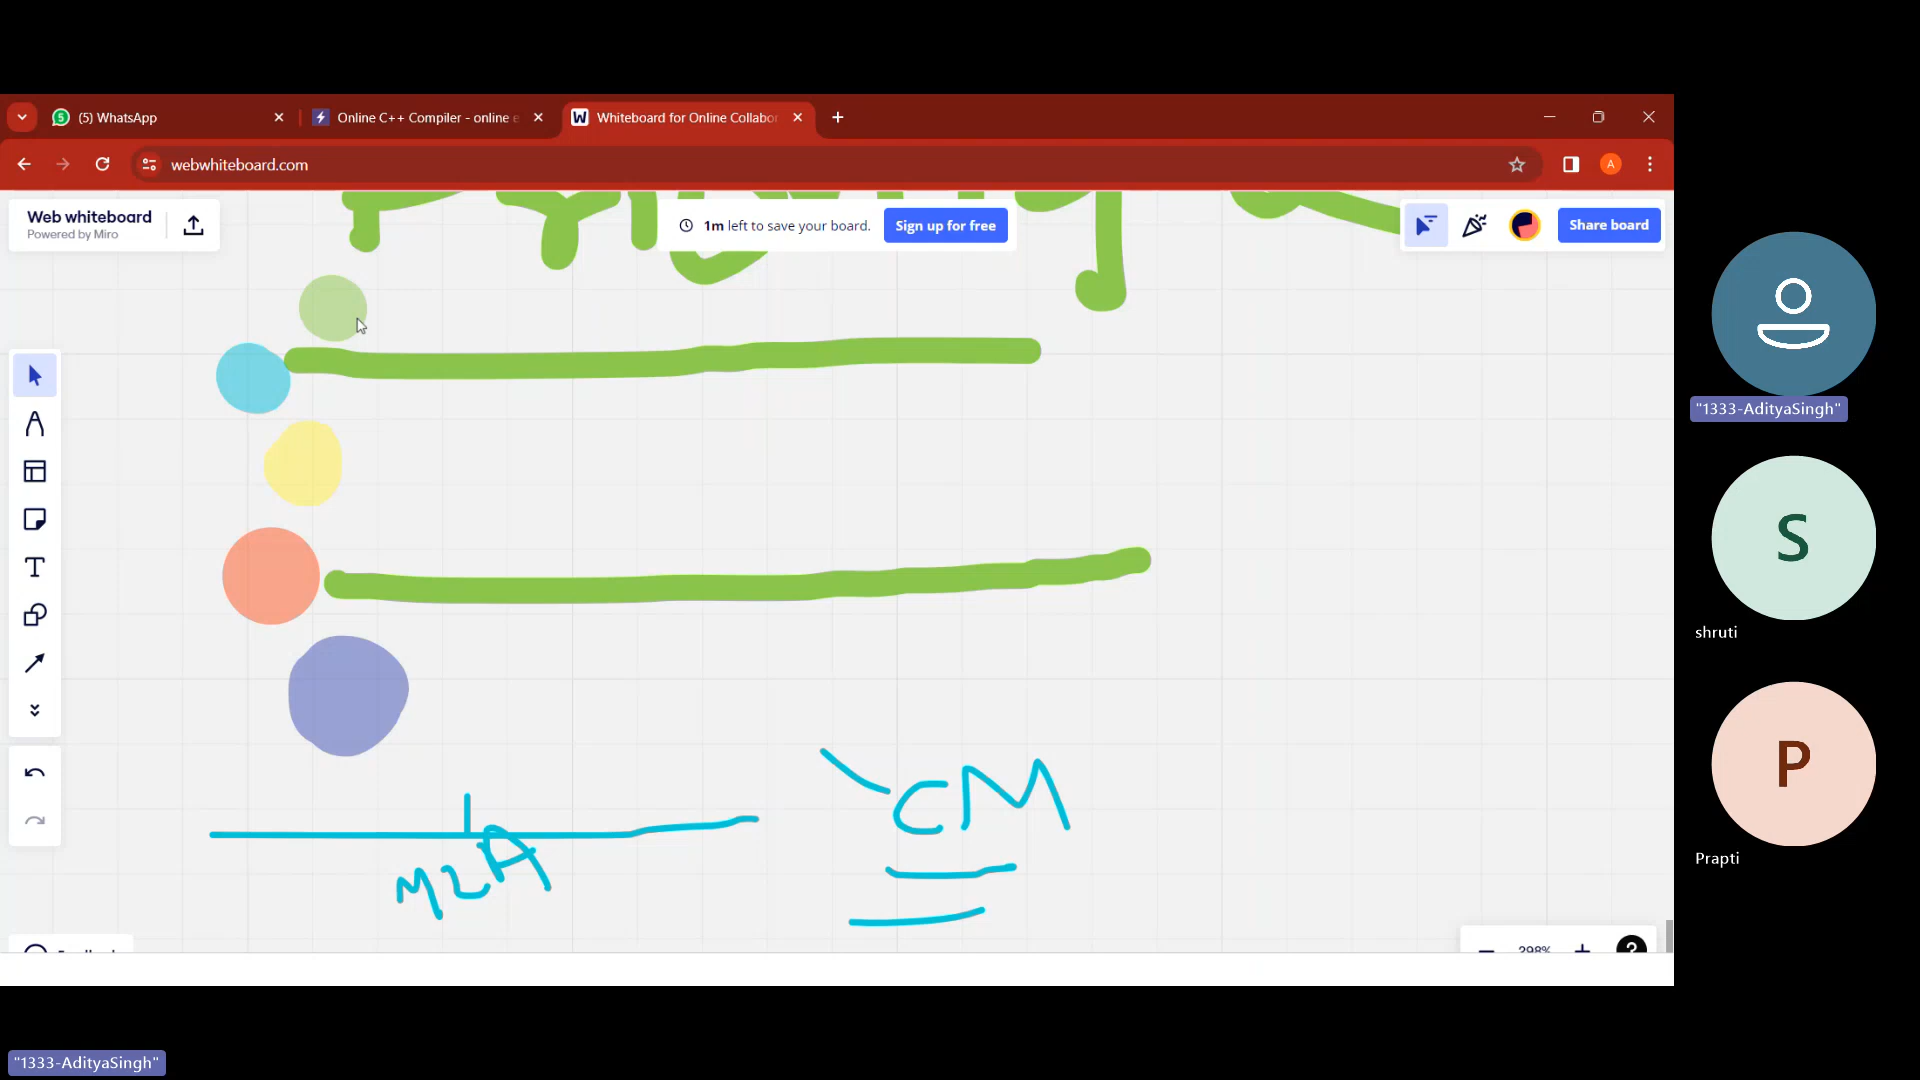 (5) WhatsApp
Online C++ Compiler - online e
Whiteboard for Online Collabor
webwhiteboard.com
Web whiteboard
Powered by Miro
1m left to save your board.
Sign up for free
Share board
A
"1333-AdityaSingh"
S
shruti
P
Prapti
CM
298%
"1333-AdityaSingh"